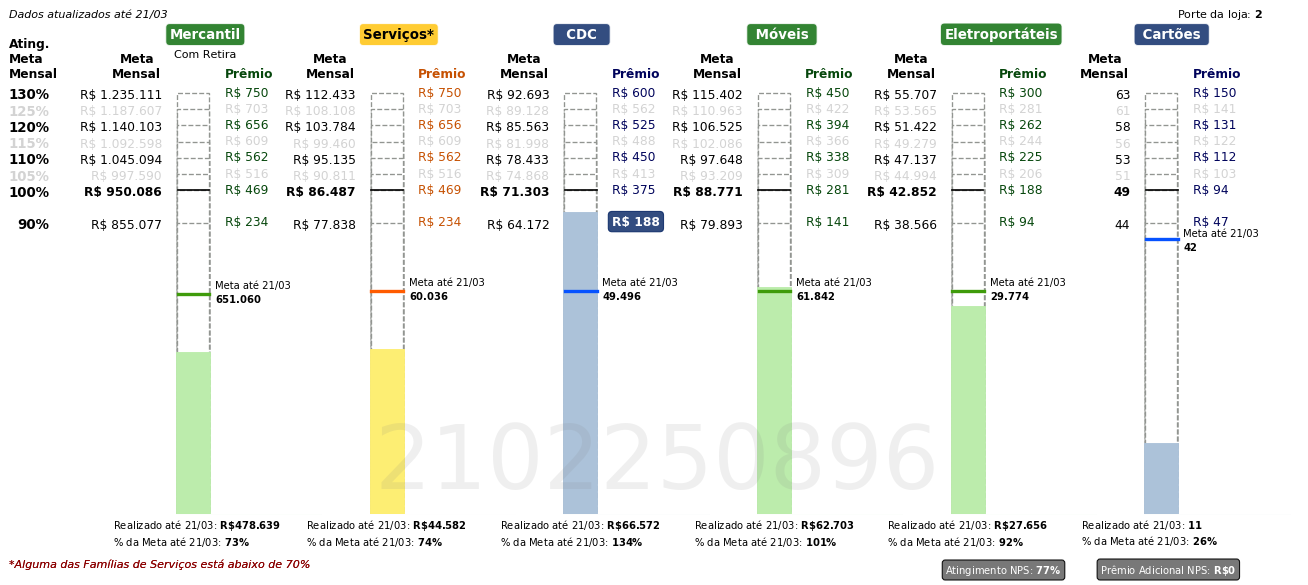 Dados atualizados até 21/03
Porte da loja: 2
Mercantil Serviços* CDC Móveis Eletroportáteis Cartões
Com Retira
Ating. Meta Mensal
Meta Mensal Prêmio Meta Mensal Prêmio Meta Mensal Prêmio Meta Mensal Prêmio Meta Mensal Prêmio Meta Mensal Prêmio
130% R$ 1.235.111 R$ 750 R$ 112.433 R$ 750 R$ 92.693 R$ 600 R$ 115.402 R$ 450 R$ 55.707 R$ 300 63 R$ 150
125% R$ 1.187.607 R$ 703 R$ 108.108 R$ 703 R$ 89.128 R$ 562 R$ 110.963 R$ 422 R$ 53.565 R$ 281 61 R$ 141
120% R$ 1.140.103 R$ 656 R$ 103.784 R$ 656 R$ 85.563 R$ 525 R$ 106.525 R$ 394 R$ 51.422 R$ 262 58 R$ 131
115% R$ 1.092.598 R$ 609 R$ 99.460 R$ 609 R$ 81.998 R$ 488 R$ 102.086 R$ 366 R$ 49.279 R$ 244 56 R$ 122
110% R$ 1.045.094 R$ 562 R$ 95.135 R$ 562 R$ 78.433 R$ 450 R$ 97.648 R$ 338 R$ 47.137 R$ 225 53 R$ 112
105% R$ 997.590 R$ 516 R$ 90.811 R$ 516 R$ 74.868 R$ 413 R$ 93.209 R$ 309 R$ 44.994 R$ 206 51 R$ 103
100% R$ 950.086 R$ 469 R$ 86.487 R$ 469 R$ 71.303 R$ 375 R$ 88.771 R$ 281 R$ 42.852 R$ 188 49 R$ 94
90% R$ 855.077 R$ 234 R$ 77.838 R$ 234 R$ 64.172 R$ 188 R$ 79.893 R$ 141 R$ 38.566 R$ 94 44 R$ 47
Meta até 21/03
42
Meta até 21/03 Meta até 21/03 Meta até 21/03 Meta até 21/03 Meta até 21/03
651.060 60.036 49.496 61.842 29.774
2102250896
Realizado até 21/03: R$478.639 Realizado até 21/03: R$44.582 Realizado até 21/03: R$66.572 Realizado até 21/03: R$62.703 Realizado até 21/03: R$27.656 Realizado até 21/03: 11
% da Meta até 21/03: 73% % da Meta até 21/03: 74% % da Meta até 21/03: 134% % da Meta até 21/03: 101% % da Meta até 21/03: 92% % da Meta até 21/03: 26%
*Alguma das Famílias de Serviços está abaixo de 70%
Atingimento NPS: 77% Prêmio Adicional NPS: R$0